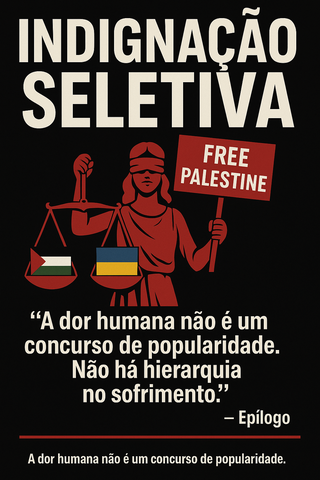 INDIGNAÇÃO
SELETIVA
FREE
PALESTINE
“A dor humana não é um
concurso de popularidade.
Não há hierarquia
no sofrimento.”
– Epílogo
A dor humana não é um concurso de popularidade.